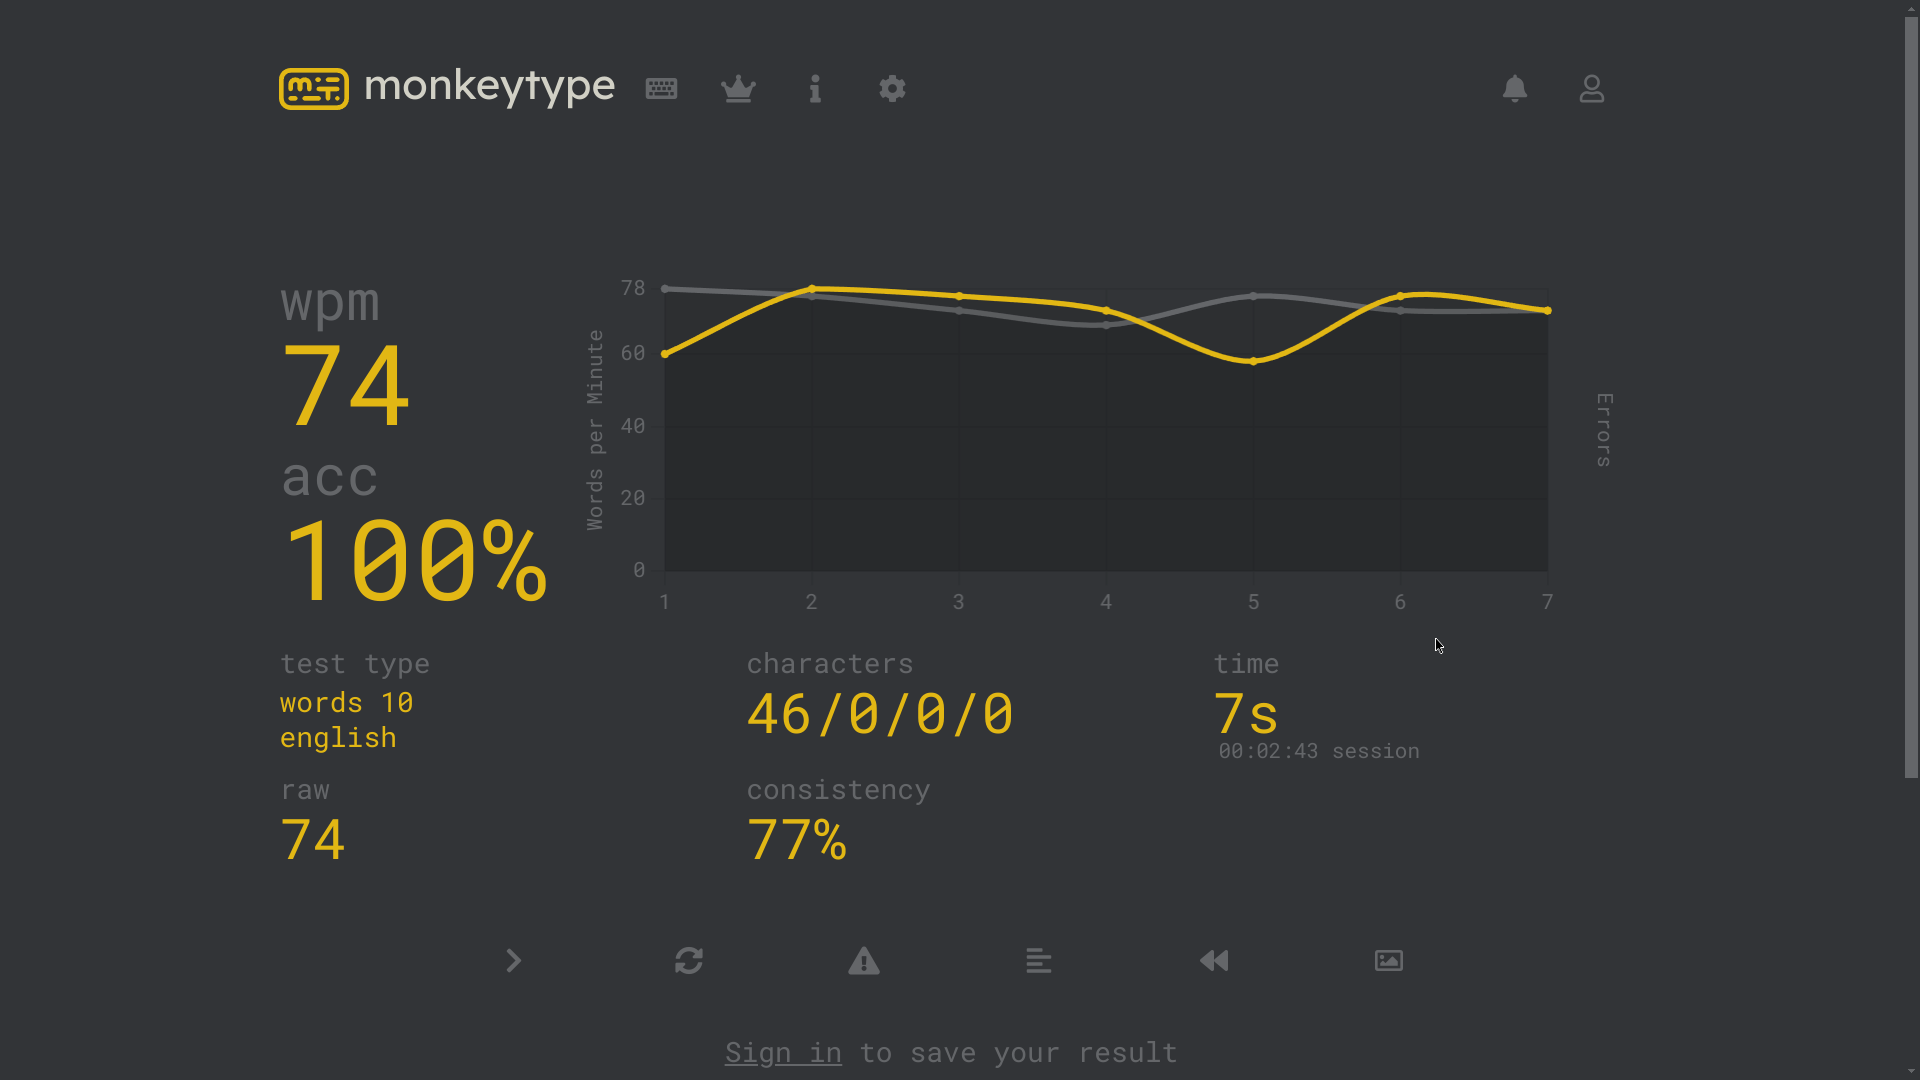 monkeytype
wpm
74
acc
100%
Words per Minute
78
60
40
20
0
1 2 3 4 5 6 7
Errors
test type
words 10
english
characters
46/0/0/0
time
7s
00:02:43 session
raw
74
consistency
77%
Sign in to save your result